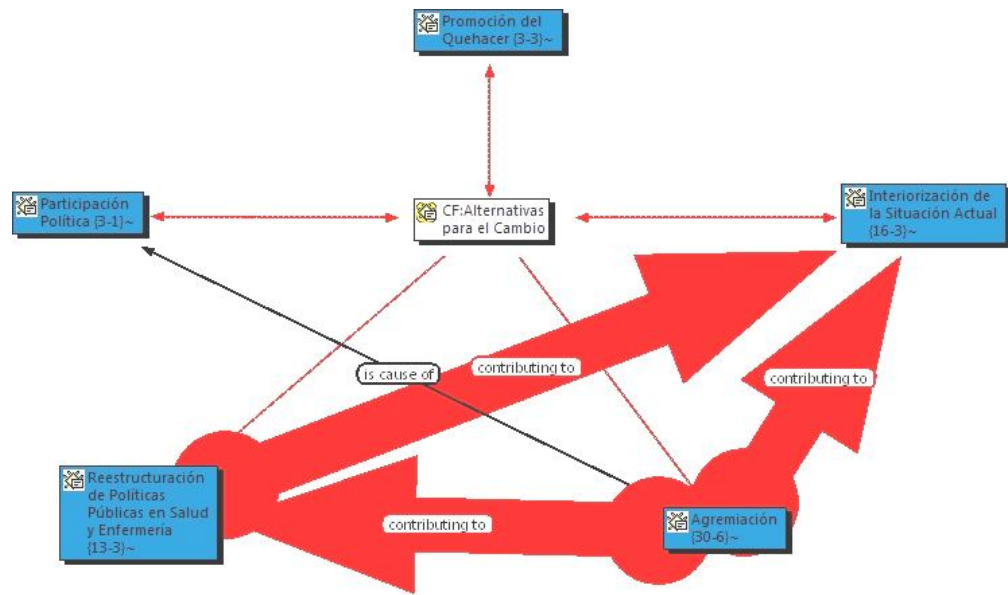 Promoción del
Quehacer {3-3}~
Participación
Política {3-1}~
CF:Alternativas
para el Cambio
Interiorización de
la Situación Actual
{16-3}~
is cause of
contributing to
contributing to
Reestructuración
de Políticas
Públicas en Salud
y Enfermería
{13-3}~
contributing to
Agremiación
{30-6}~